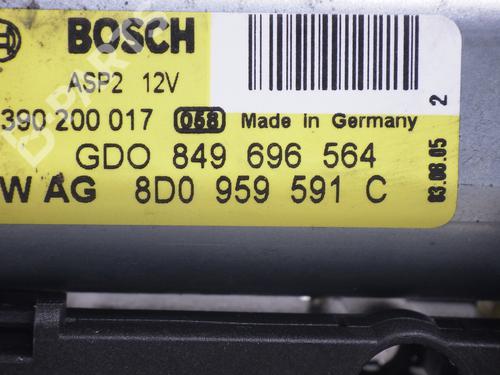 BOSCH
ASP2 12V
390 200 017 058 Made in Germany
GDO 849 696 564
W AG 8D0 959 591 C
2
83.08.05